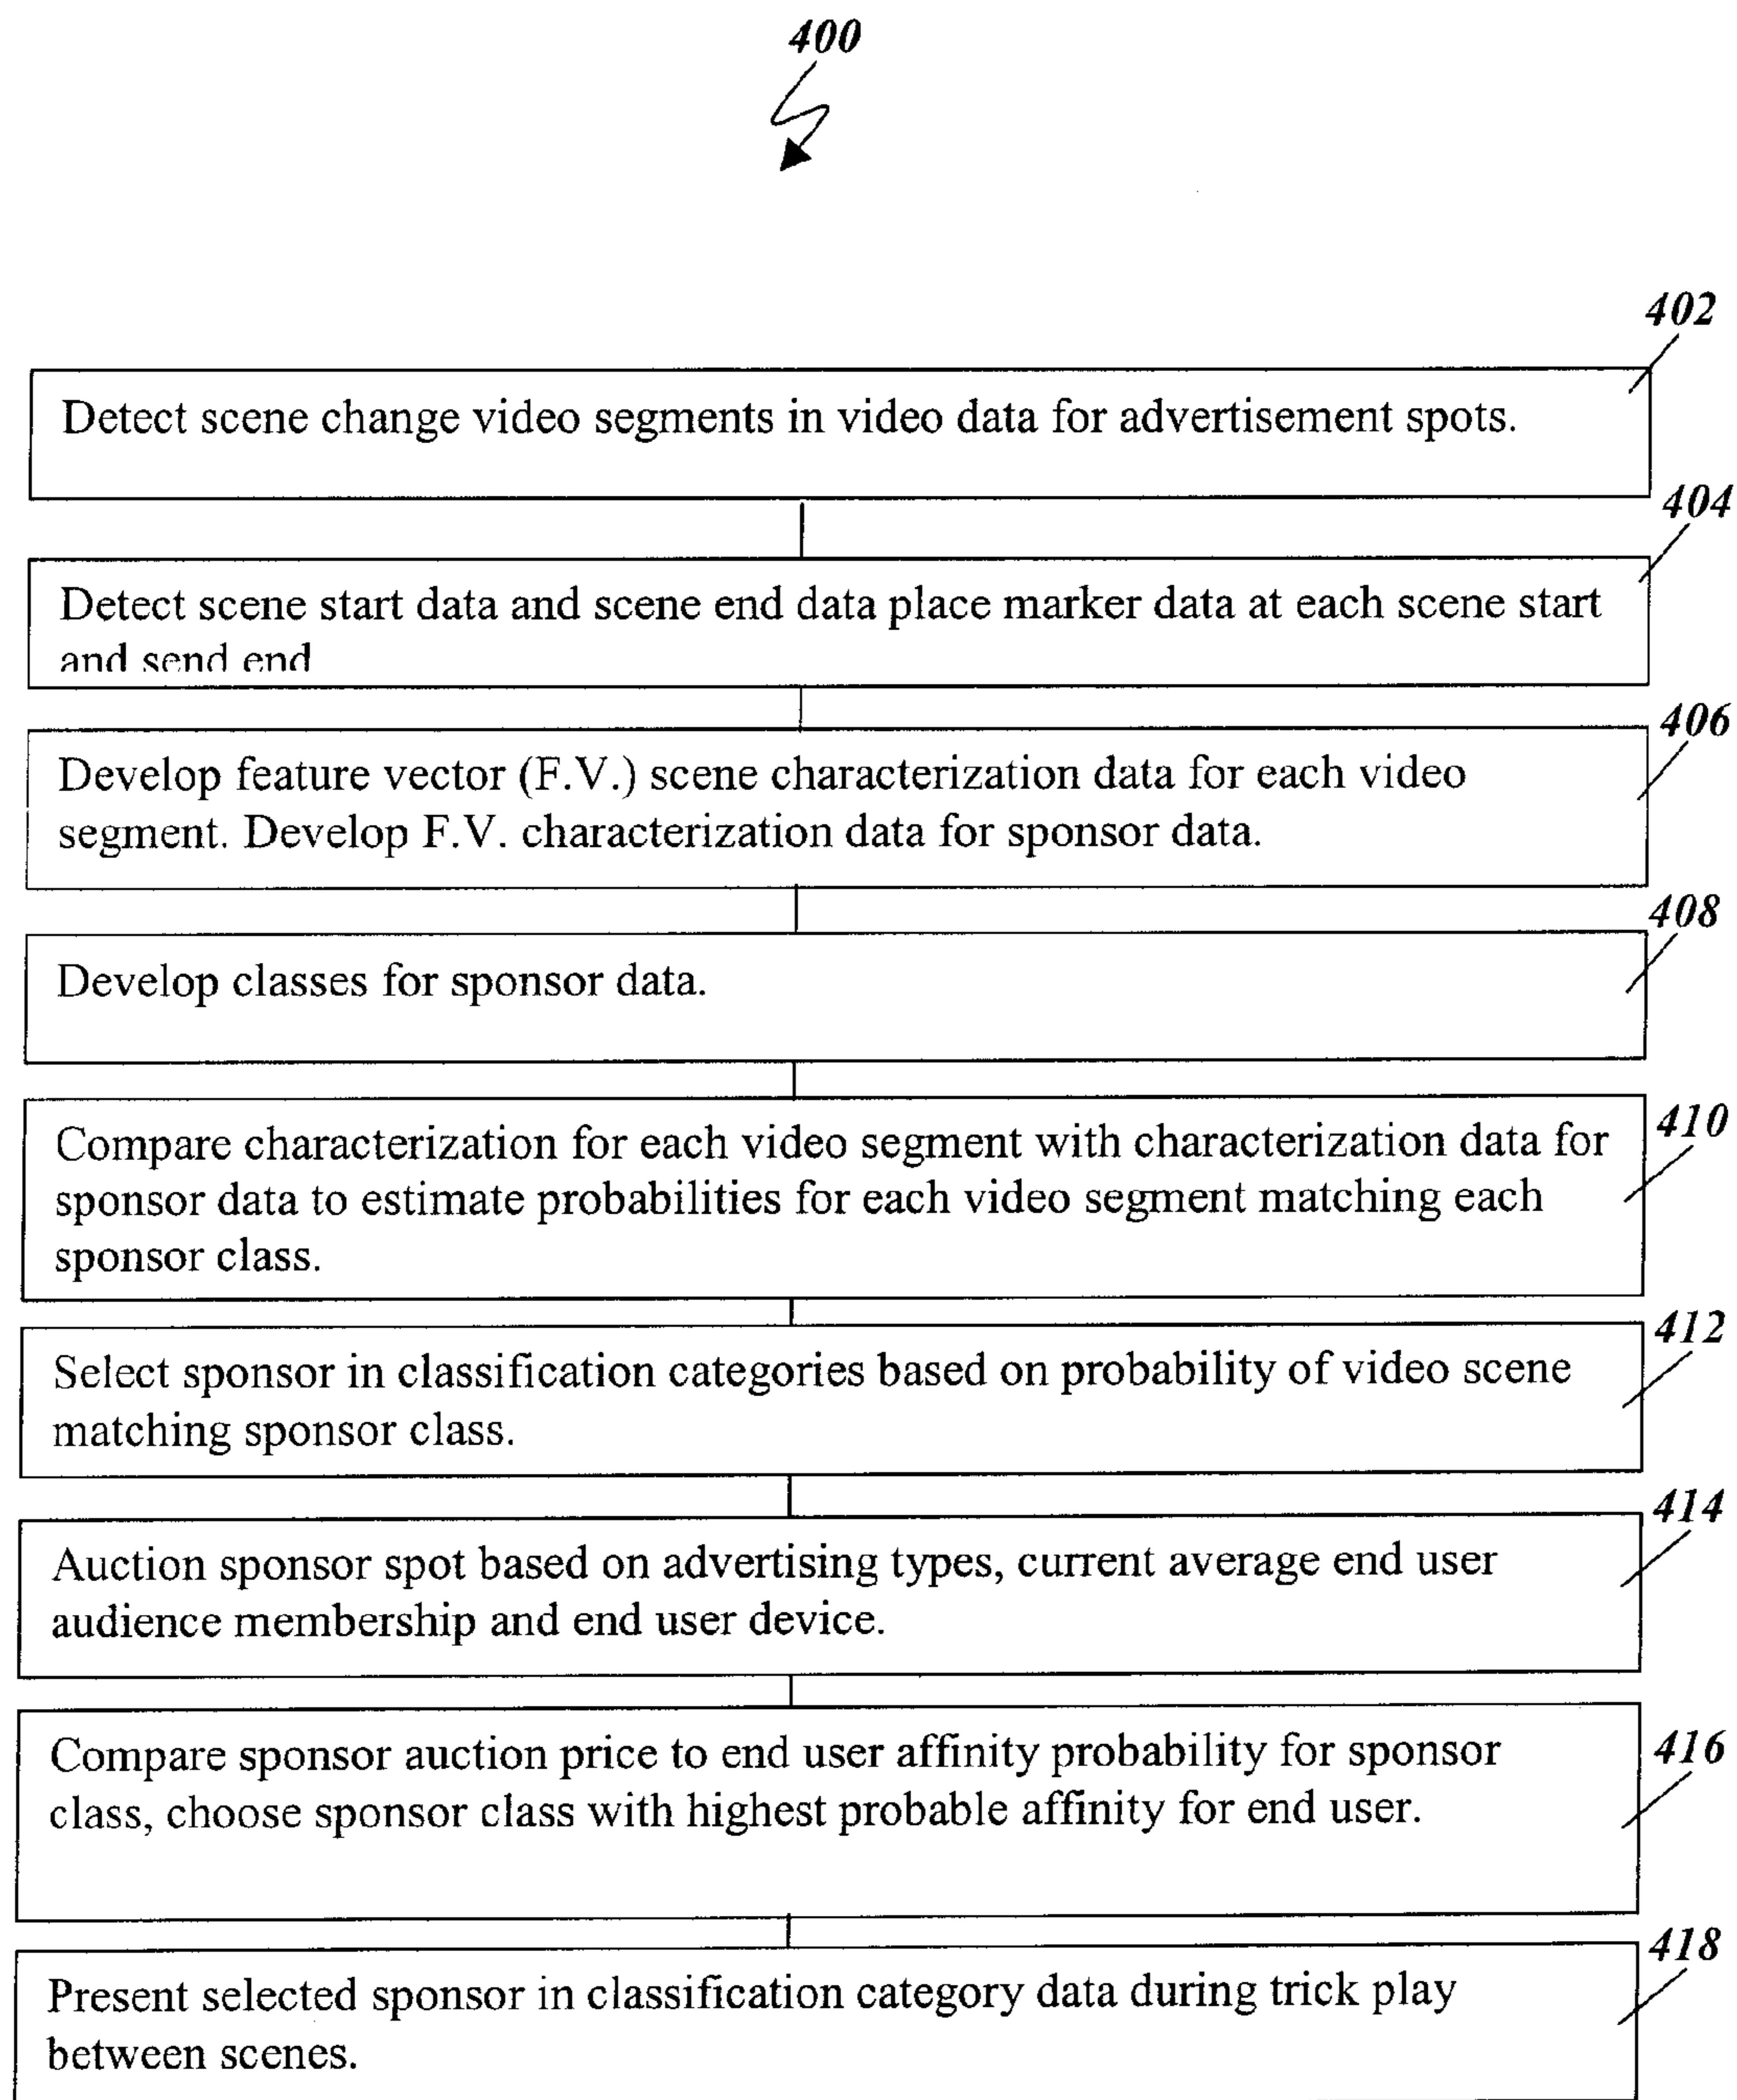 400
402
Detect scene change video segments in video data for advertisement spots.
404
Detect scene start data and scene end data place marker data at each scene start
and send end
406
Develop feature vector (F.V.) scene characterization data for each video
segment. Develop F.V. characterization data for sponsor data.
408
Develop classes for sponsor data.
410
Compare characterization for each video segment with characterization data for
sponsor data to estimate probabilities for each video segment matching each
sponsor class.
412
Select sponsor in classification categories based on probability of video scene
matching sponsor class.
414
Auction sponsor spot based on advertising types, current average end user
audience membership and end user device.
416
Compare sponsor auction price to end user affinity probability for sponsor
class, choose sponsor class with highest probable affinity for end user.
418
Present selected sponsor in classification category data during trick play
between scenes.